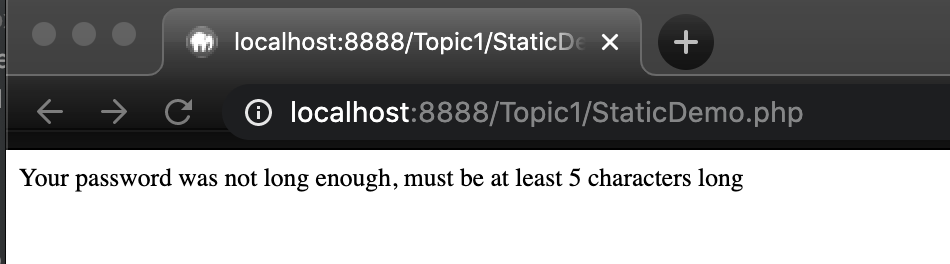 localhost:8888/Topic1/StaticDe
localhost:8888/Topic1/StaticDemo.php
Your password was not long enough, must be at least 5 characters long